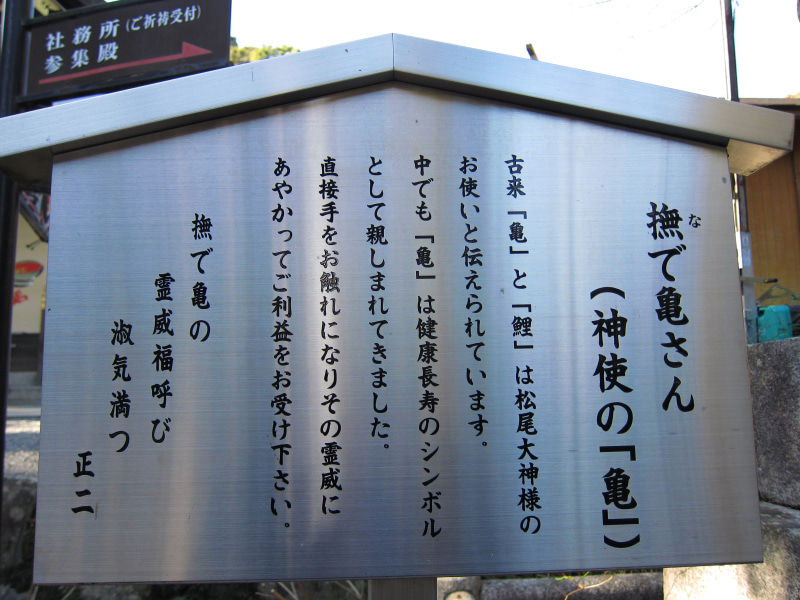 社務所(ご祈祷受付)
参集殿
撫で亀さん
な
(神使の「亀」)
古来「亀」と「鯉」は松尾大神様の
お使いと伝えられています。
中でも「亀」は健康長寿のシンボル
として親しまれてきました。
直接手をお触れになりその霊威に
あやかってご利益をお受け下さい。
撫で亀の
霊威福呼び
淑気満つ
正二